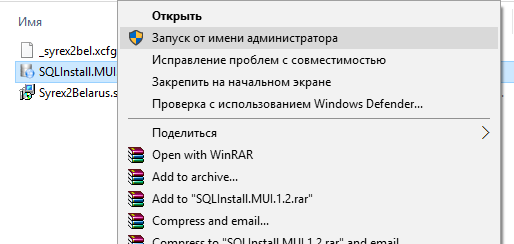 Имя
_syrex2bel.xcfg
SQLInstall.MUI
Syrex2Belarus.s
Открыть
Запуск от имени администратора
Исправление проблем с совместимостью
Закрепить на начальном экране
Проверка с использованием Windows Defender...
Поделиться
Open with WinRAR
Add to archive...
Add to "SQLInstall.MUI.1.2.rar"
Compress and email...
Compress to "SQLInstall.MUI.1.2.rar" and email